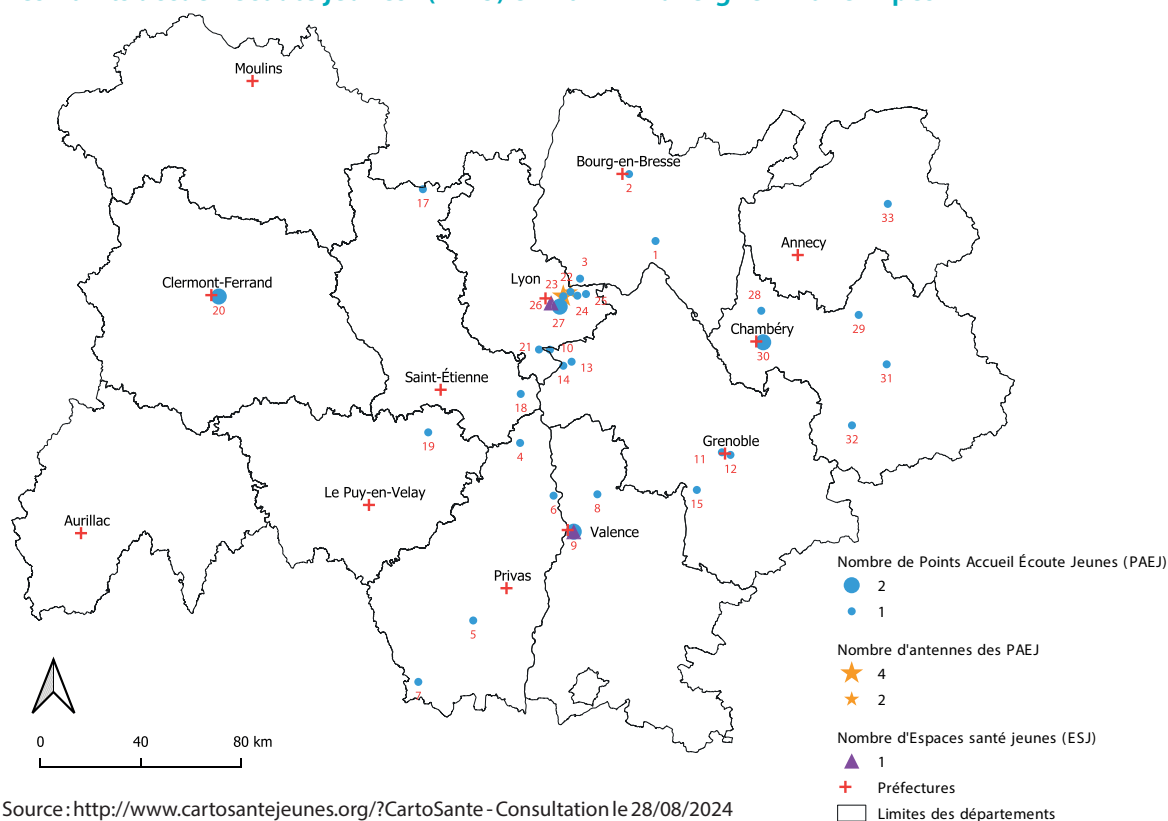 Moulins
Bourg-en-Bresse
2
17
33
1
Annecy
3
Clermont-Ferrand
20
Lyon
22
23
25
24
26
27
28
Chambéry
30
29
21
10
13
14
31
Saint-Étienne
18
19
4
32
Grenoble
11
12
15
Le Puy-en-Velay
6
8
Aurillac
Valence
9
Privas
5
7
Nombre de Points Accueil Écoute Jeunes (PAEJ)
2
1
Nombre d'antennes des PAEJ
4
2
Nombre d'Espaces santé jeunes (ESJ)
1
Préfectures
Limites des départements
0 40 80 km
Source : http://www.cartosantejeunes.org/?CartoSante - Consultation le 28/08/2024